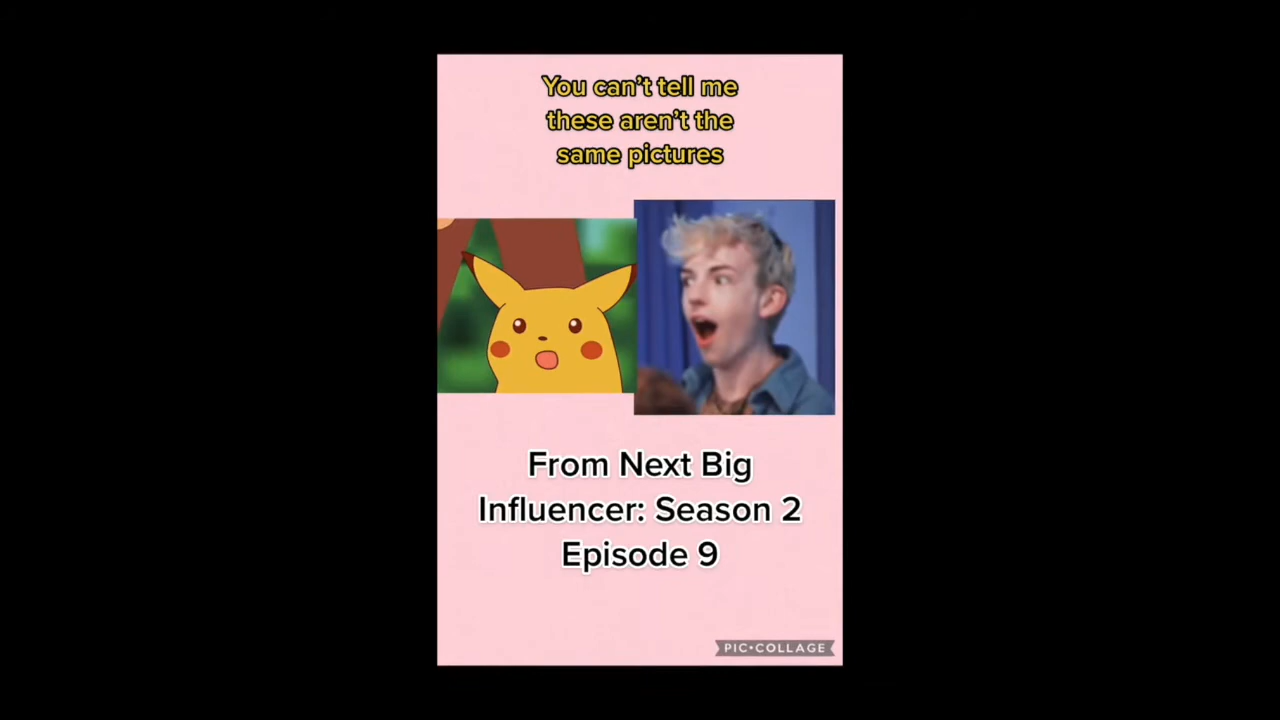 You can't tell me
these aren't the
same pictures
From Next Big
Influencer: Season 2
Episode 9
PIC•COLLAGE